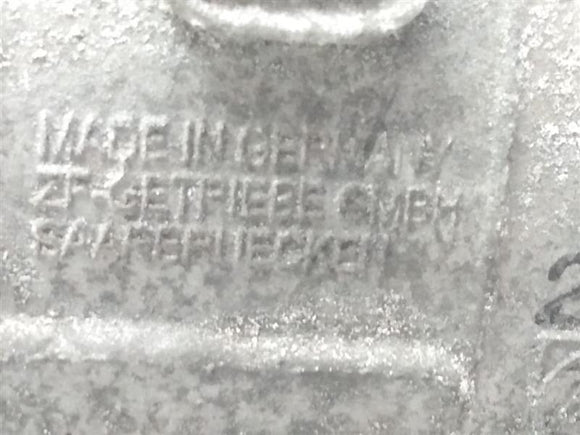 MADE IN GERMANY
ZF-GETRIEBE GMBH
SAARBRUECKEN